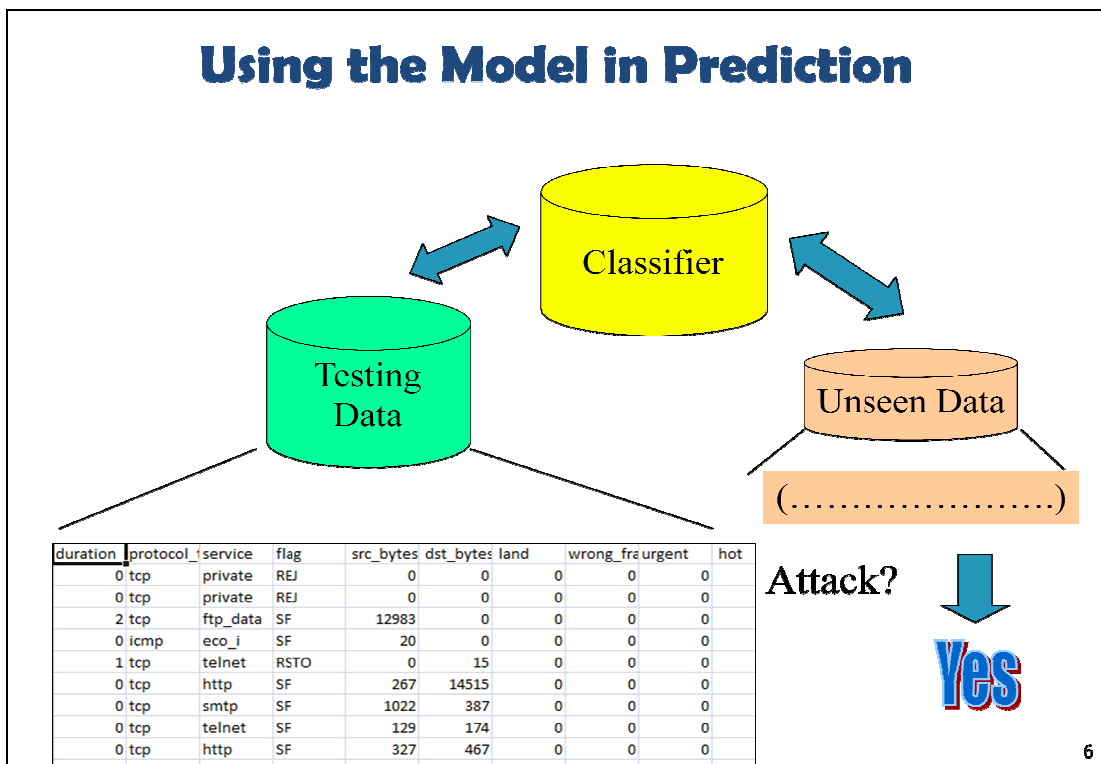 Using the Model in Prediction
Classifier
Testing
Data
Unseen Data
(......................)
duration protocol_t service flag src_bytes dst_bytes land wrong_fra urgent hot
0 tcp private REJ 0 0 0 0 0
0 tcp private REJ 0 0 0 0 0
2 tcp ftp_data SF 12983 0 0 0 0
0 icmp eco_i SF 20 0 0 0 0
1 tcp telnet RSTO 0 15 0 0 0
0 tcp http SF 267 14515 0 0 0
0 tcp smtp SF 1022 387 0 0 0
0 tcp telnet SF 129 174 0 0 0
0 tcp http SF 327 467 0 0 0
Attack?
Yes
6